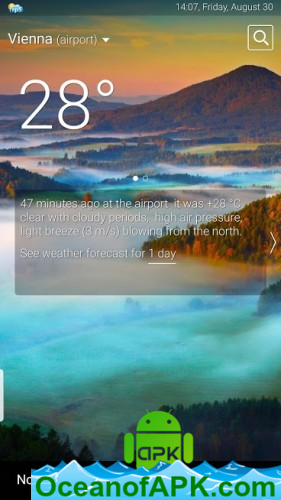 14:07, Friday, August 30
Vienna (airport)
28°
47 minutes ago at the airport it was +28 °C,
clear with cloudy periods, high air pressure,
light breeze (3 m/s) blowing from the north.
See weather forecast for 1 day
No
apk
OceanofAPK.com